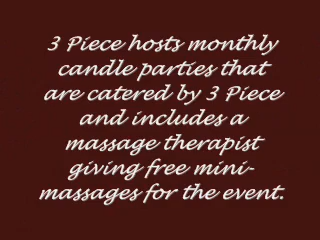 3 Piece hosts monthly
candle parties that
are catered by 3 Piece
and includes a
massage therapist
giving free mini-
massages for the event.